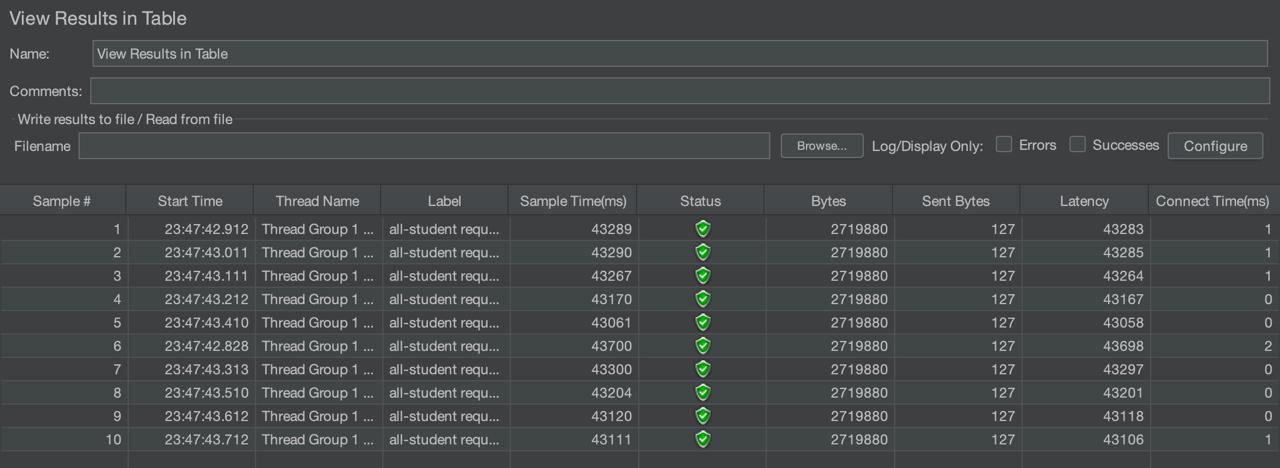 View Results in Table
Name: View Results in Table
Comments:
Write results to file / Read from file
Filename Browse... Log/Display Only: Errors Successes Configure
Sample # Start Time Thread Name Label Sample Time(ms) Status Bytes Sent Bytes Latency Connect Time(ms)
1 23:47:42.912 Thread Group 1 ... all-student requ... 43289 2719880 127 43283 1
2 23:47:43.011 Thread Group 1 ... all-student requ... 43290 2719880 127 43285 1
3 23:47:43.111 Thread Group 1 ... all-student requ... 43267 2719880 127 43264 1
4 23:47:43.212 Thread Group 1 ... all-student requ... 43170 2719880 127 43167 0
5 23:47:43.410 Thread Group 1 ... all-student requ... 43061 2719880 127 43058 0
6 23:47:42.828 Thread Group 1 ... all-student requ... 43700 2719880 127 43698 2
7 23:47:43.313 Thread Group 1 ... all-student requ... 43300 2719880 127 43297 0
8 23:47:43.510 Thread Group 1 ... all-student requ... 43204 2719880 127 43201 0
9 23:47:43.612 Thread Group 1 ... all-student requ... 43120 2719880 127 43118 0
10 23:47:43.712 Thread Group 1 ... all-student requ... 43111 2719880 127 43106 1